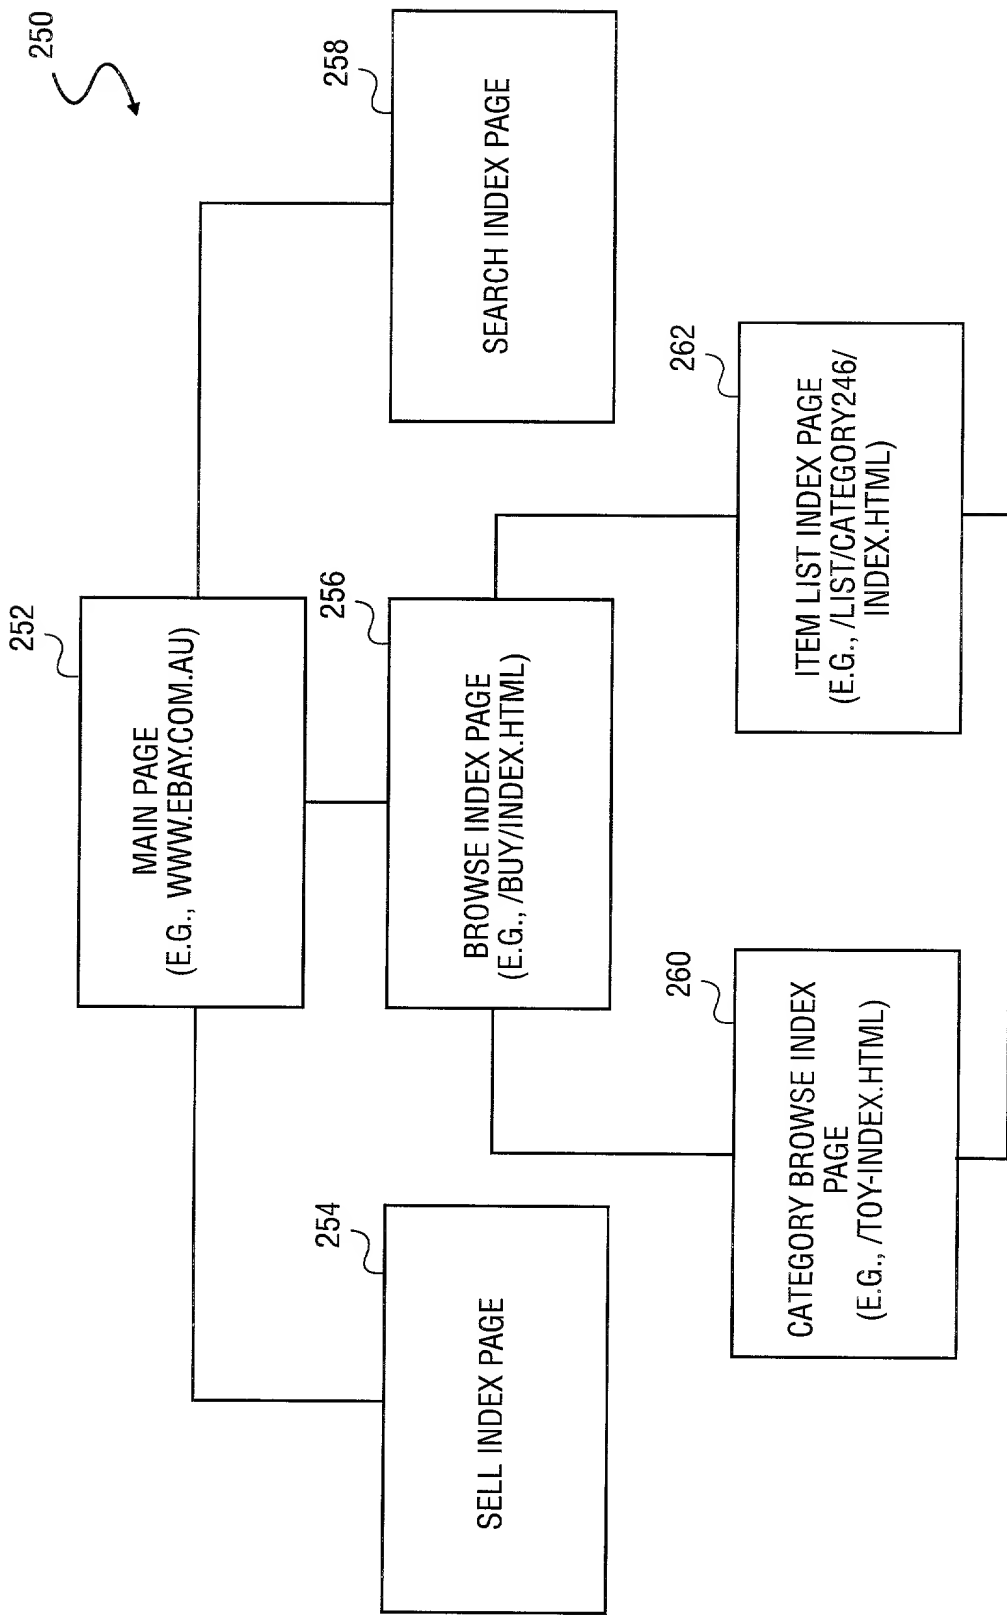 250
252
MAIN PAGE
(E.G., WWW.EBAY.COM.AU)
254
SELL INDEX PAGE
256
BROWSE INDEX PAGE
(E.G., /BUY/INDEX.HTML)
258
SEARCH INDEX PAGE
260
CATEGORY BROWSE INDEX
PAGE
(E.G., /TOY-INDEX.HTML)
262
ITEM LIST INDEX PAGE
(E.G., /LIST/CATEGORY246/
INDEX.HTML)